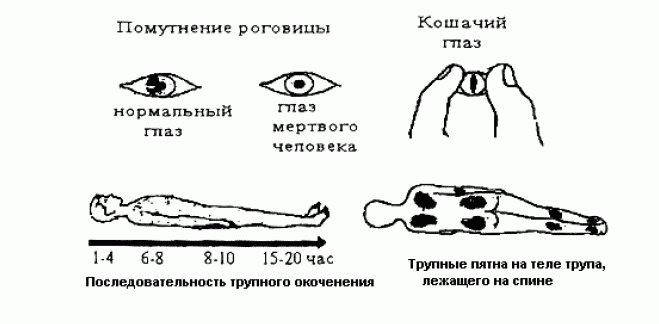 Помутнение роговицы
Кошачий
глаз
нормальный
глаз
глаз
мертвого
человека
1-4 6-8 8-10 15-20 час
Последовательность трупного окоченения
Трупные пятна на теле трупа,
лежащего на спине